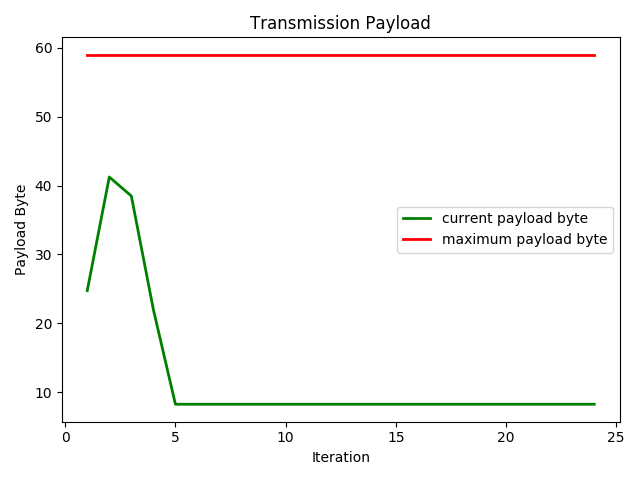 Transmission Payload
Payload Byte
60
50
40
30
20
10
current payload byte
maximum payload byte
0
5
10
15
20
25
Iteration